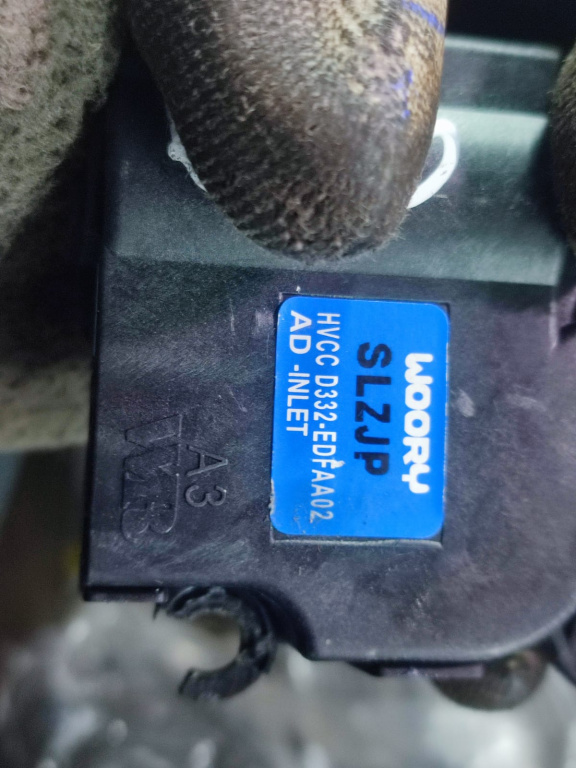 WOORY
SLZJP
HVCC D332-EDFAA02
AD -INLET
A3